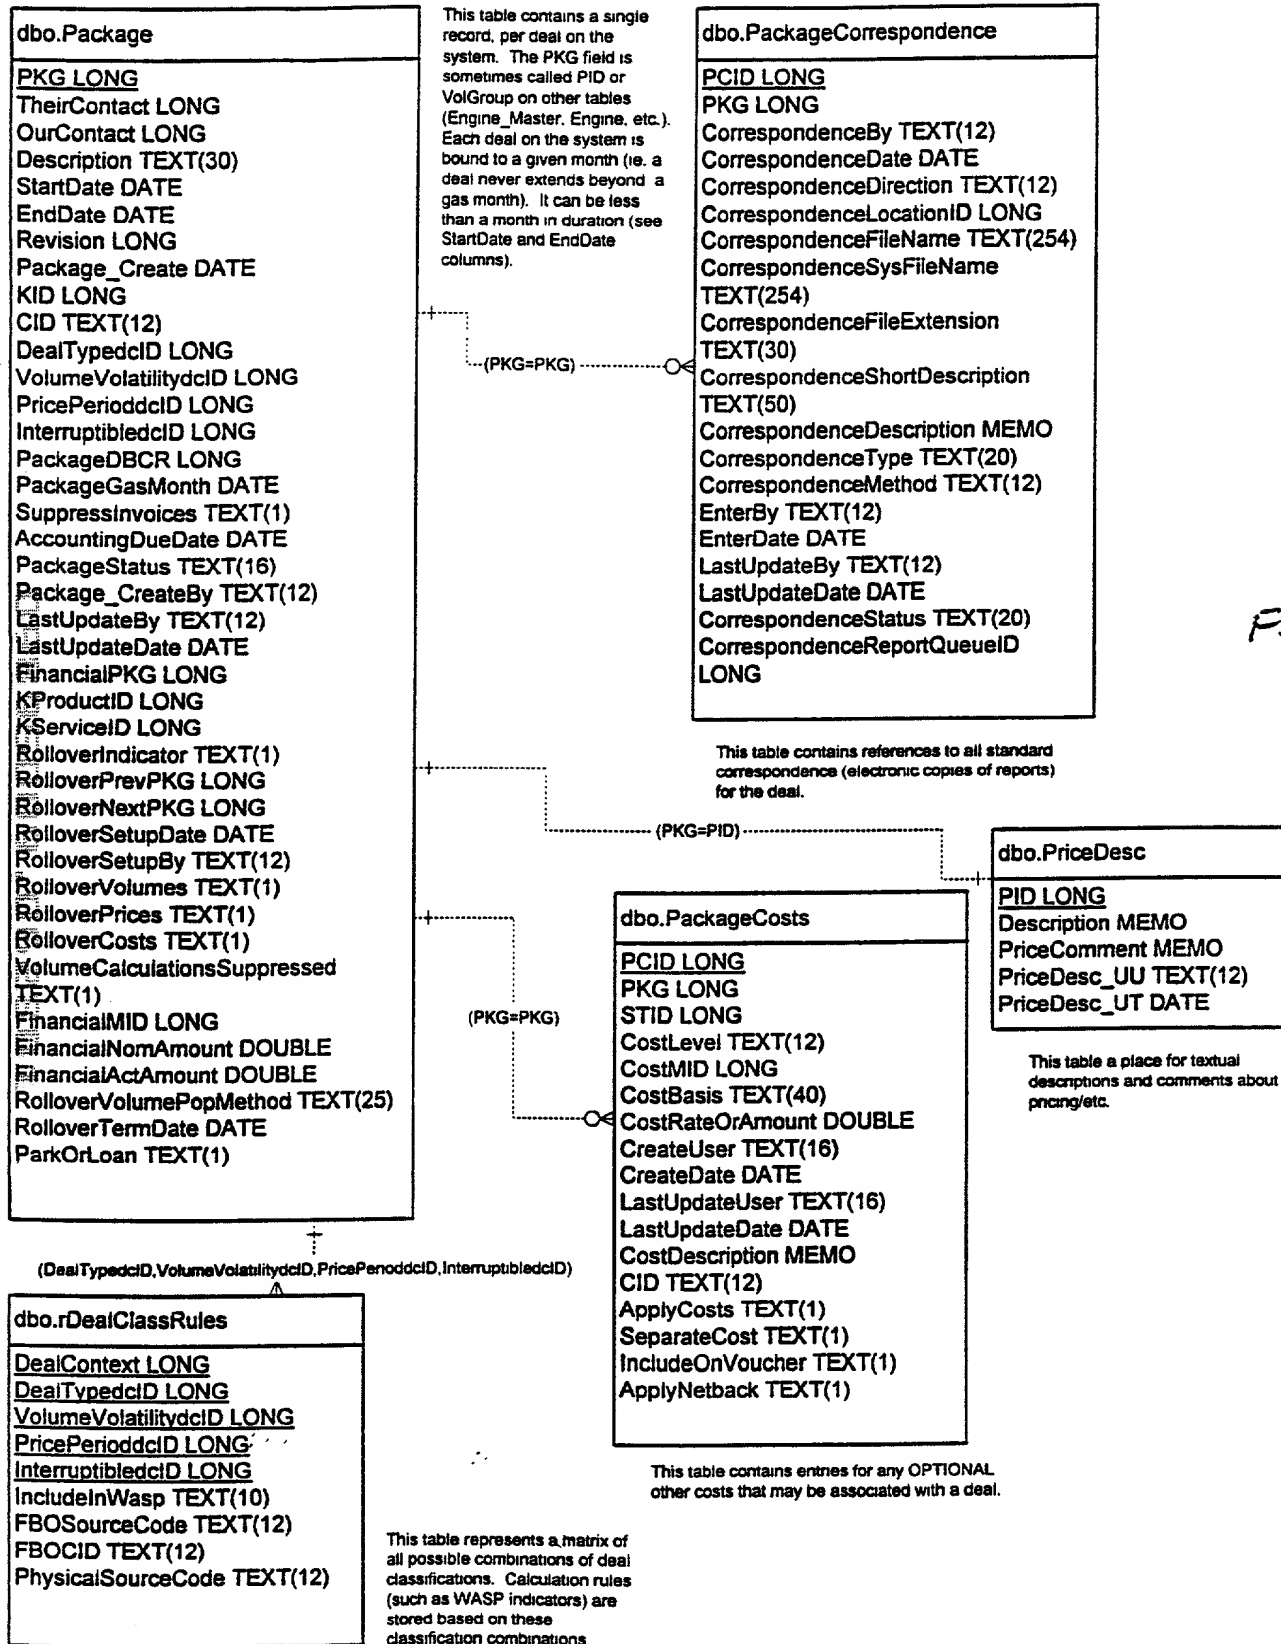 dbo.Package
PKG LONG
TheirContact LONG
OurContact LONG
Description TEXT(30)
StartDate DATE
EndDate DATE
Revision LONG
Package_Create DATE
KID LONG
CID TEXT(12)
DealTypedcID LONG
VolumeVolatilitydcID LONG
PricePerioddcID LONG
InterruptibledcID LONG
PackageDBCR LONG
PackageGasMonth DATE
SuppressInvoices TEXT(1)
AccountingDueDate DATE
PackageStatus TEXT(16)
Package_CreateBy TEXT(12)
LastUpdateBy TEXT(12)
LastUpdateDate DATE
FinancialPKG LONG
KProductID LONG
KServiceID LONG
RolloverIndicator TEXT(1)
RolloverPrevPKG LONG
RolloverNextPKG LONG
RolloverSetupDate DATE
RolloverSetupBy TEXT(12)
RolloverVolumes TEXT(1)
RolloverPrices TEXT(1)
RolloverCosts TEXT(1)
VolumeCalculationsSuppressed
TEXT(1)
FinancialMID LONG
FinancialNomAmount DOUBLE
FinancialActAmount DOUBLE
RolloverVolumePopMethod TEXT(25)
RolloverTermDate DATE
ParkOrLoan TEXT(1)
This table contains a single
record, per deal on the
system. The PKG field is
sometimes called PID or
VolGroup on other tables
(Engine_Master, Engine, etc.).
Each deal on the system is
bound to a given month (ie. a
deal never extends beyond a
gas month). It can be less
than a month in duration (see
StartDate and EndDate
columns).
(PKG=PKG)
dbo.PackageCorrespondence
PCID LONG
PKG LONG
CorrespondenceBy TEXT(12)
CorrespondenceDate DATE
CorrespondenceDirection TEXT(12)
CorrespondenceLocationID LONG
CorrespondenceFileName TEXT(254)
CorrespondenceSysFileName
TEXT(254)
CorrespondenceFileExtension
TEXT(30)
CorrespondenceShortDescription
TEXT(50)
CorrespondenceDescription MEMO
CorrespondenceType TEXT(20)
CorrespondenceMethod TEXT(12)
EnterBy TEXT(12)
EnterDate DATE
LastUpdateBy TEXT(12)
LastUpdateDate DATE
CorrespondenceStatus TEXT(20)
CorrespondenceReportQueueID
LONG
This table contains references to all standard
correspondence (electronic copies of reports)
for the deal.
(PKG=PID)
dbo.PriceDesc
PID LONG
Description MEMO
PriceComment MEMO
PriceDesc_UU TEXT(12)
PriceDesc_UT DATE
This table a place for textual
descriptions and comments about
pricing/etc.
(PKG=PKG)
dbo.PackageCosts
PCID LONG
PKG LONG
STID LONG
CostLevel TEXT(12)
CostMID LONG
CostBasis TEXT(40)
CostRateOrAmount DOUBLE
CreateUser TEXT(16)
CreateDate DATE
LastUpdateUser TEXT(16)
LastUpdateDate DATE
CostDescription MEMO
CID TEXT(12)
ApplyCosts TEXT(1)
SeparateCost TEXT(1)
IncludeOnVoucher TEXT(1)
ApplyNetback TEXT(1)
This table contains entries for any OPTIONAL
other costs that may be associated with a deal.
(DealTypedcID,VolumeVolatilitydcID,PricePerioddcID,InterruptibledcID)
dbo.rDealClassRules
DealContext LONG
DealTypedcID LONG
VolumeVolatilitydcID LONG
PricePerioddcID LONG
InterruptibledcID LONG
IncludeInWasp TEXT(10)
FBOSourceCode TEXT(12)
FBOCID TEXT(12)
PhysicalSourceCode TEXT(12)
This table represents a matrix of
all possible combinations of deal
classifications. Calculation rules
(such as WASP indicators) are
stored based on these
classification combinations